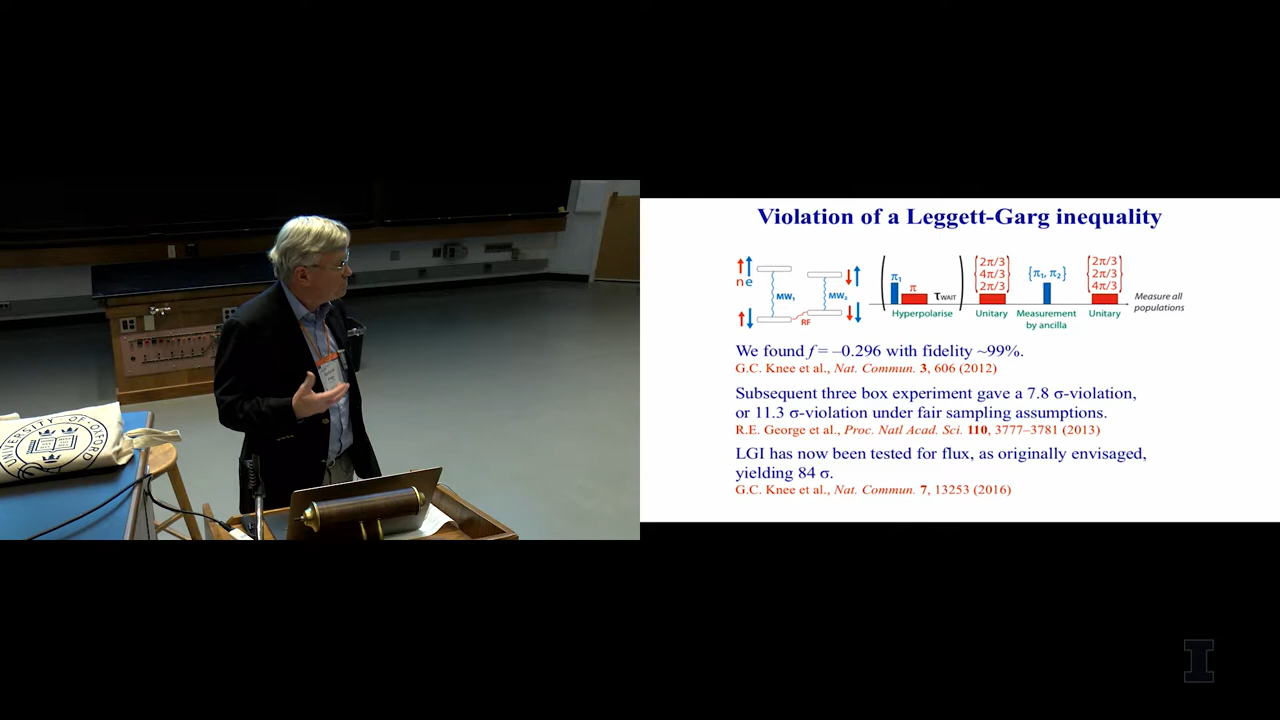 Violation of a Leggett-Garg inequality
n e
MW₁
MW₂
RF
π₁
π
τWAIT
Hyperpolarise
2π/3
4π/3
2π/3
Unitary
{π₁, π₂}
Measurement
by ancilla
2π/3
2π/3
4π/3
Unitary
Measure all
populations
We found f = –0.296 with fidelity ~99%.
G.C. Knee et al., Nat. Commun. 3, 606 (2012)
Subsequent three box experiment gave a 7.8 σ-violation,
or 11.3 σ-violation under fair sampling assumptions.
R.E. George et al., Proc. Natl Acad. Sci. 110, 3777–3781 (2013)
LGI has now been tested for flux, as originally envisaged,
yielding 84 σ.
G.C. Knee et al., Nat. Commun. 7, 13253 (2016)
UNIVERSITY OF OXFORD
I